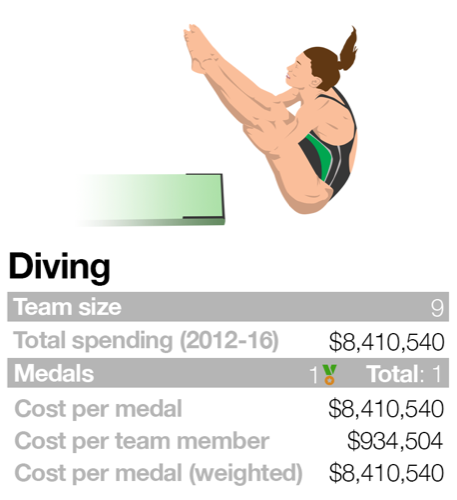 Diving
Team size 9
Total spending (2012-16) $8,410,540
Medals 1 Total: 1
Cost per medal $8,410,540
Cost per team member $934,504
Cost per medal (weighted) $8,410,540